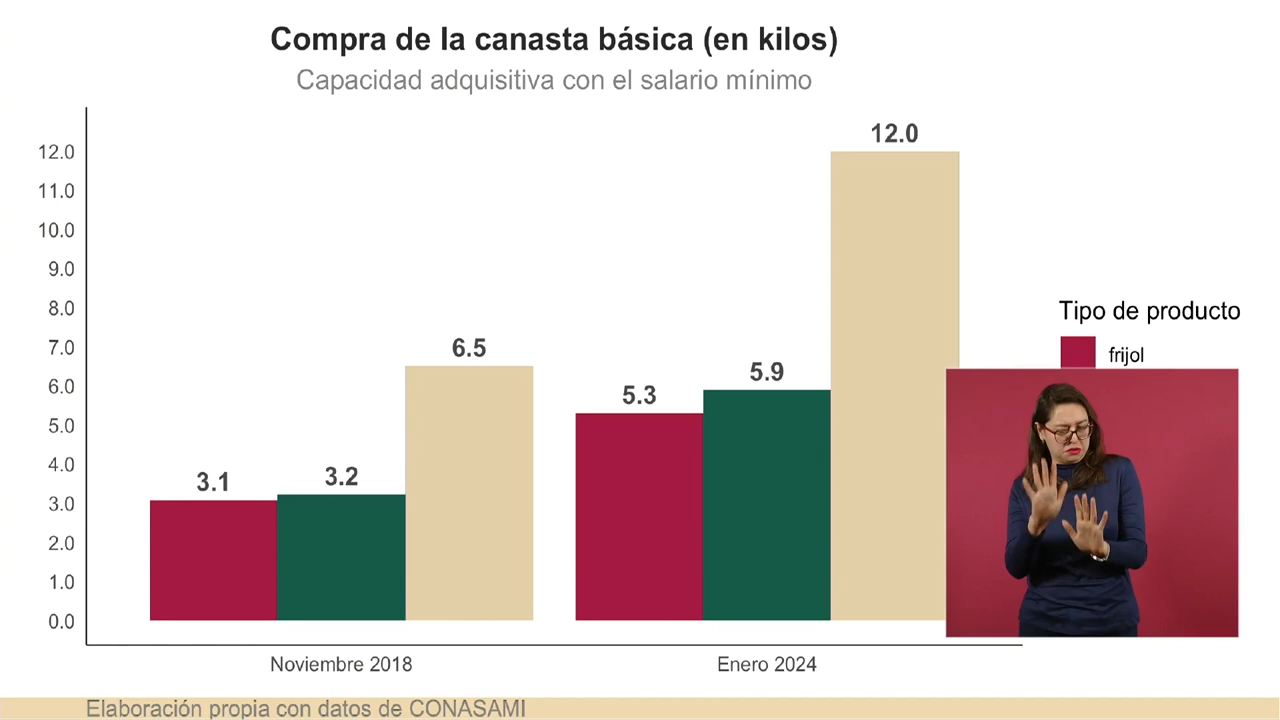 Compra de la canasta básica (en kilos)
Capacidad adquisitiva con el salario mínimo
12.0
11.0
10.0
9.0
8.0
7.0
6.0
5.0
4.0
3.0
2.0
1.0
0.0
3.1
3.2
6.5
5.3
5.9
12.0
Tipo de producto
frijol
Noviembre 2018
Enero 2024
Elaboración propia con datos de CONASAMI